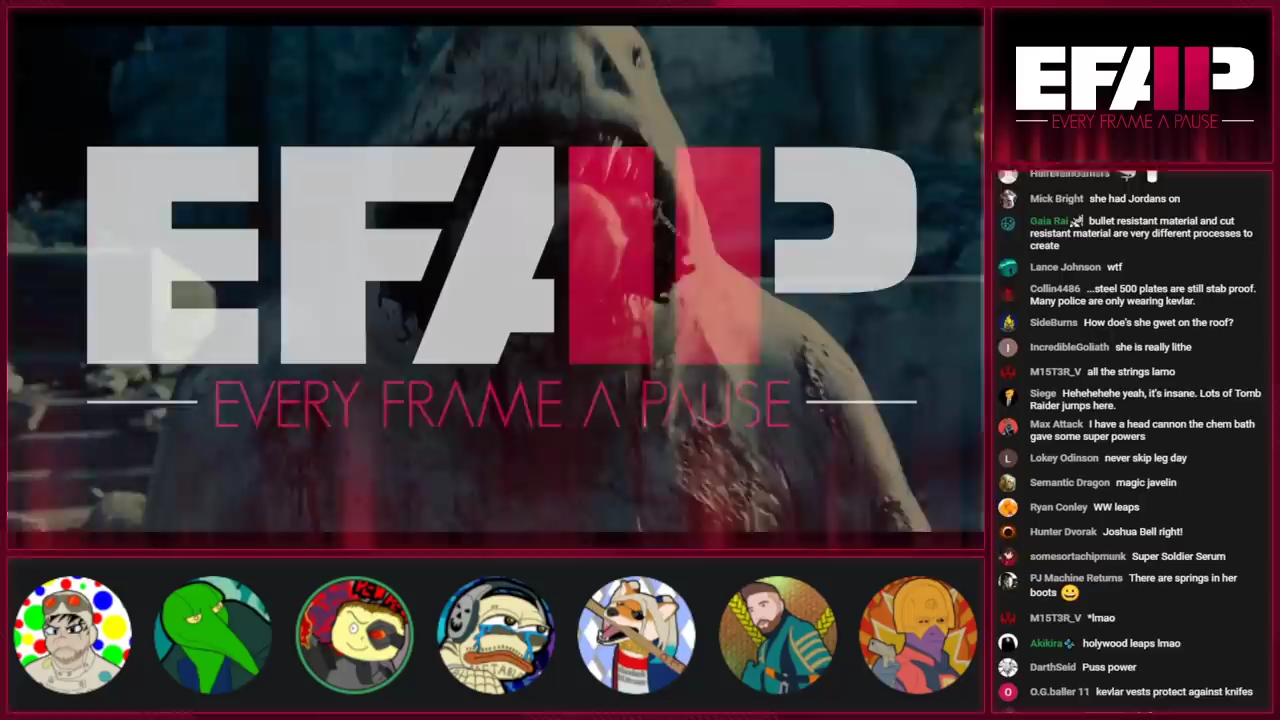 EFAP
EVERY FRAME A PAUSE
EFAP
EVERY FRAME A PAUSE
Mick Bright she had Jordans on
Gaia Rai bullet resistant material and cut
resistant material are very different processes to
create
Lance Johnson wtf
Collin4486 ...steel 500 plates are still stab proof.
Many police are only wearing kevlar.
SideBurns How doe's she gwet on the roof?
IncredibleGoliath she is really lithe
M15T3R_V all the strings lamo
Siege Hehehehehe yeah, it's insane. Lots of Tomb
Raider jumps here.
Max Attack I have a head cannon the chem bath
gave some super powers
Lokey Odinson never skip leg day
Semantic Dragon magic javelin
Ryan Conley WW leaps
Hunter Dvorak Joshua Bell right!
somesortachipmunk Super Soldier Serum
PJ Machine Returns There are springs in her
boots 😀
M15T3R_V *lmao
Akikira holywood leaps lmao
DarthSeid Puss power
O.G.baller 11 kevlar vests protect against knifes